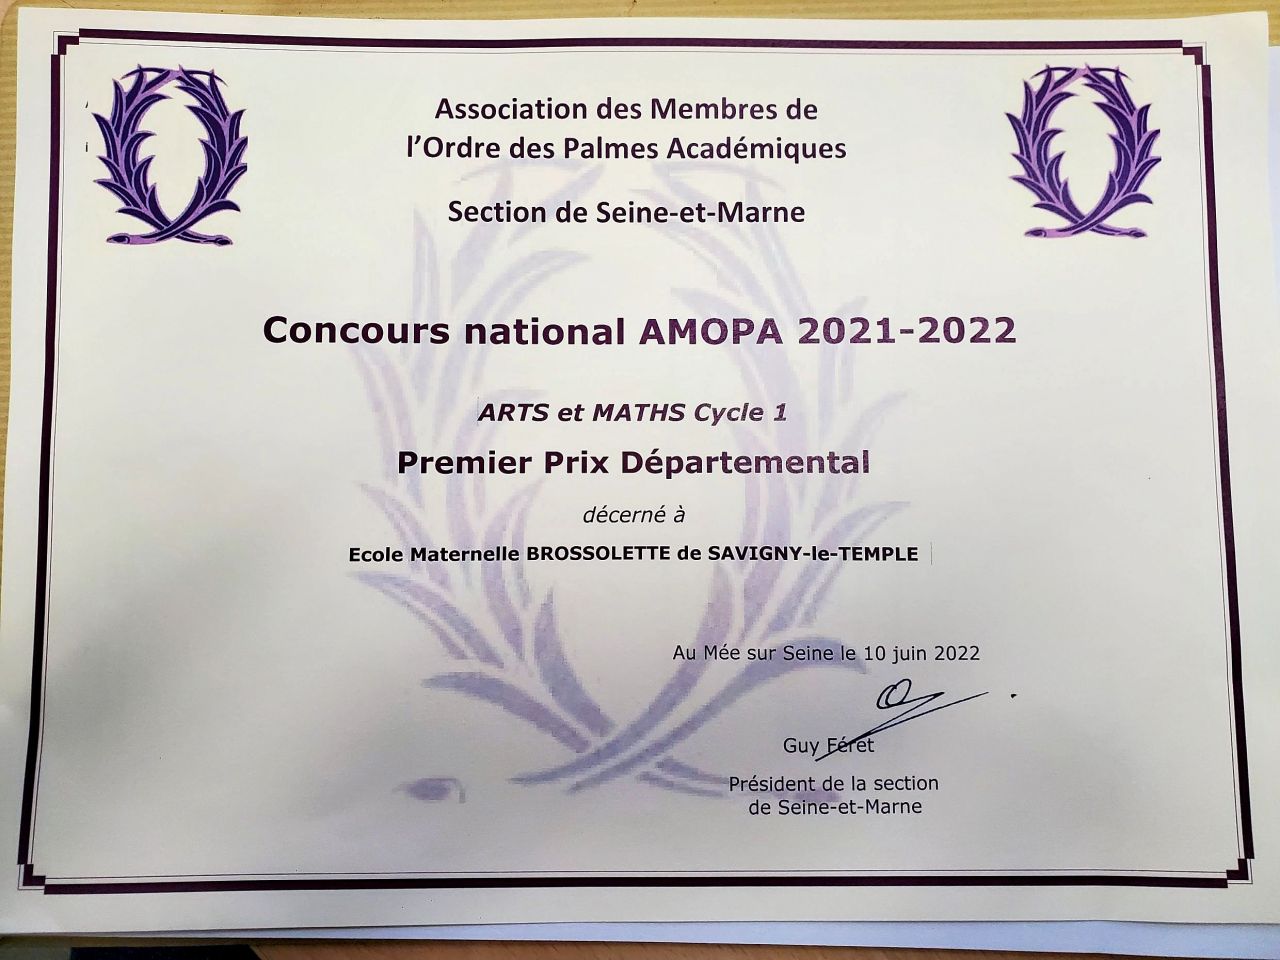 Association des Membres de
l'Ordre des Palmes Académiques
Section de Seine-et-Marne
Concours national AMOPA 2021-2022
ARTS et MATHS Cycle 1
Premier Prix Départemental
décerné à
Ecole Maternelle BROSSOLETTE de SAVIGNY-le-TEMPLE
Au Mée sur Seine le 10 juin 2022
Guy Féret
Président de la section
de Seine-et-Marne